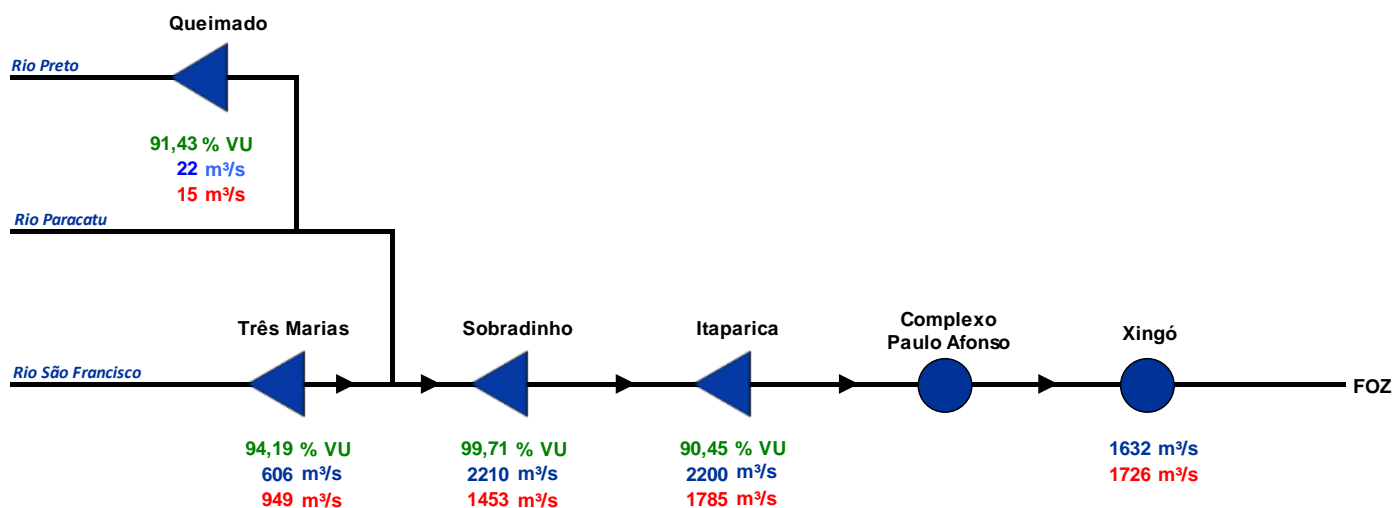 Queimado
Rio Preto
91,43 % VU
22 m³/s
15 m³/s
Rio Paracatu
Três Marias
Sobradinho
Itaparica
Complexo
Paulo Afonso
Xingó
Rio São Francisco
FOZ
94,19 % VU
606 m³/s
949 m³/s
99,71 % VU
2210 m³/s
1453 m³/s
90,45 % VU
2200 m³/s
1785 m³/s
1632 m³/s
1726 m³/s